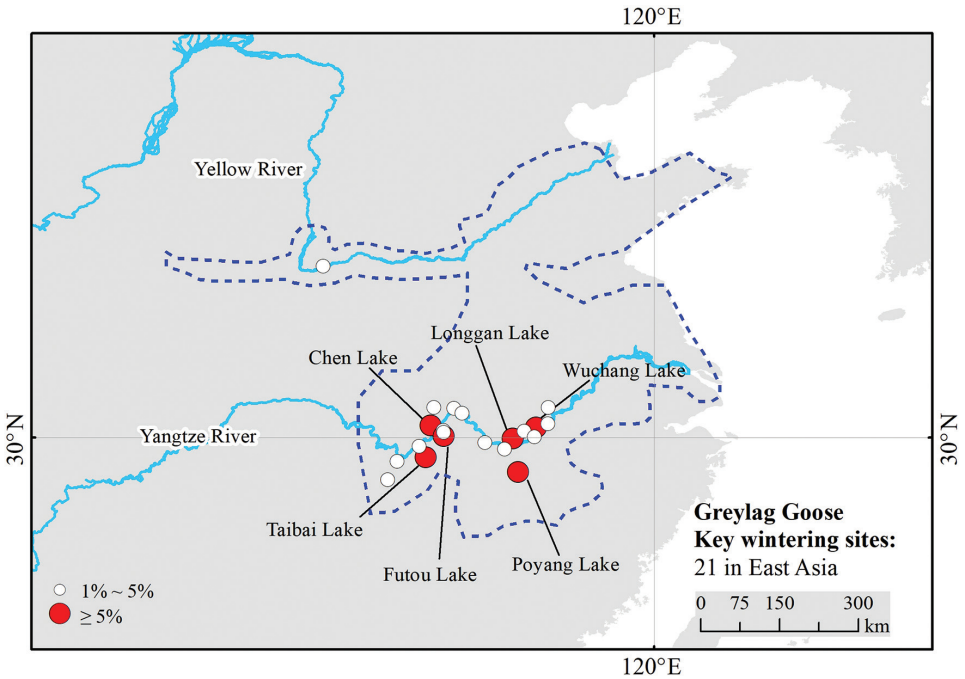 120°E
Yellow River
Longgan Lake
Chen Lake
Wuchang Lake
30°N
Yangtze River
30°N
Taibai Lake
Futou Lake
Poyang Lake
Greylag Goose
Key wintering sites:
21 in East Asia
1% ~ 5%
≥ 5%
0 75 150 300
km
120°E